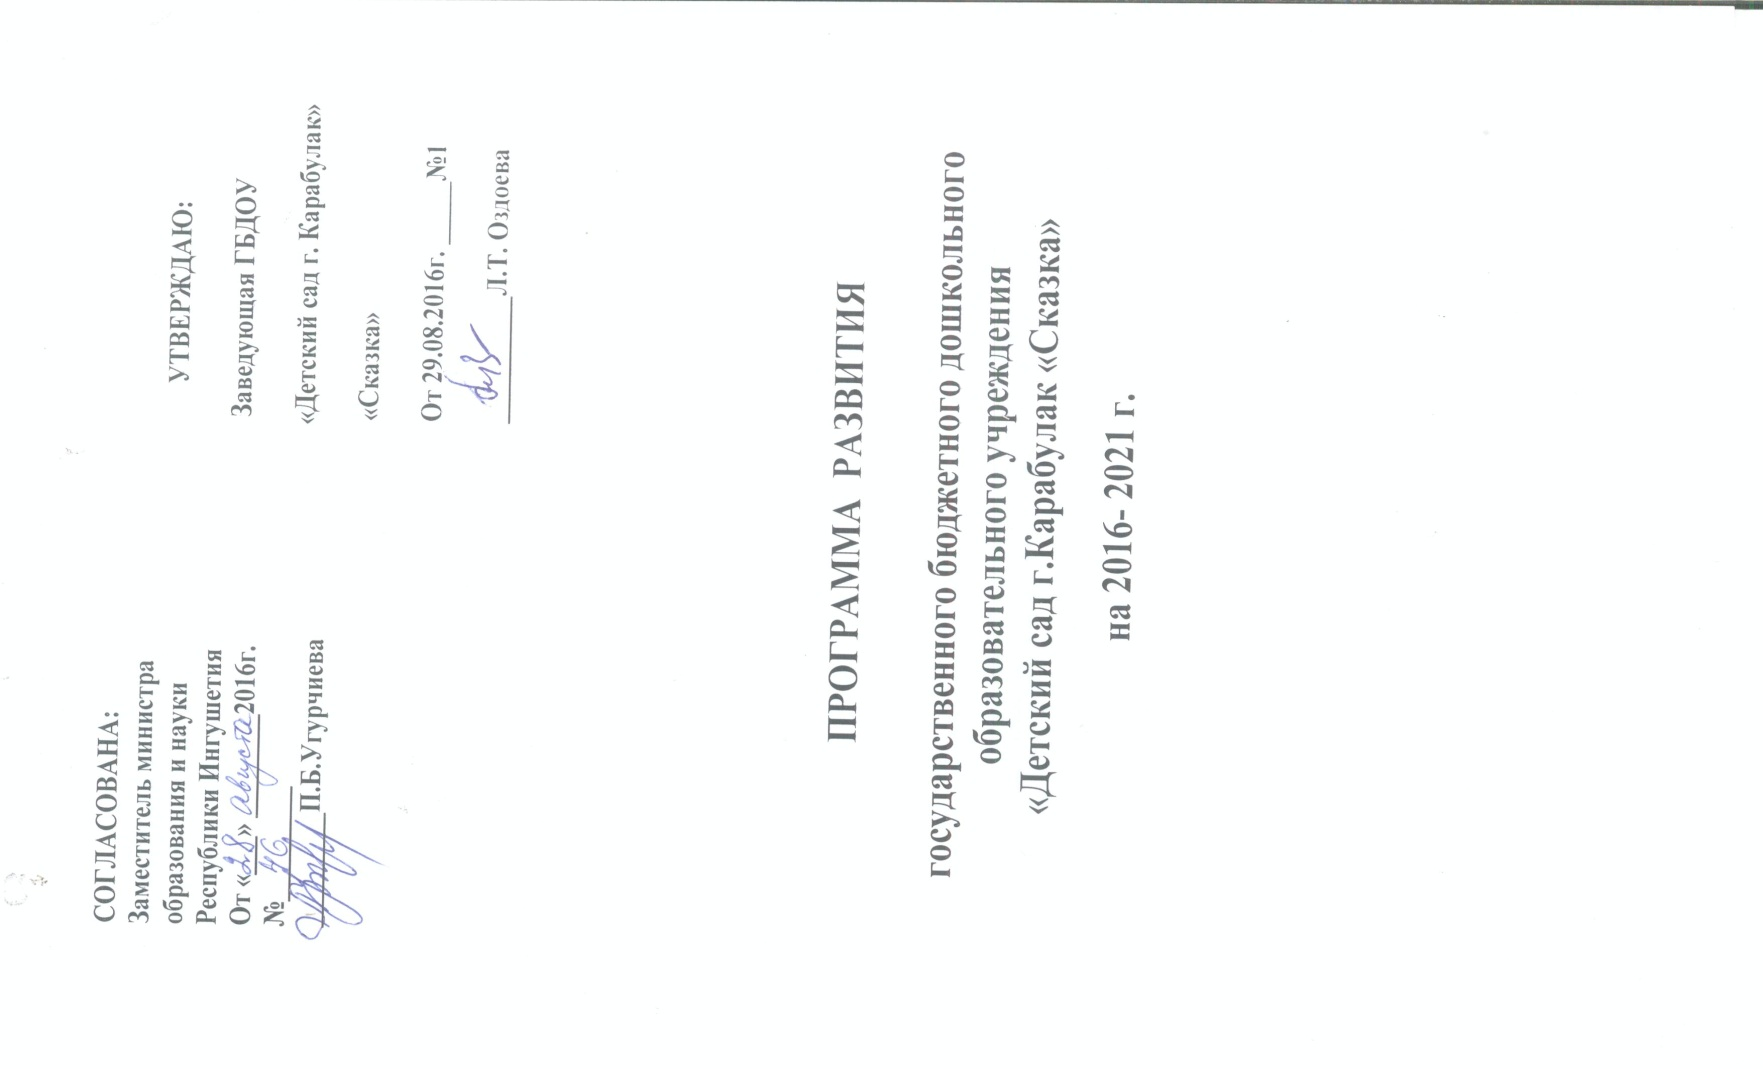 СОГЛАСОВАНА:
Заместитель министра
образования и науки
Республики Ингушетия
От «28» августа 2016г.
№ 46
П.Б.Угурчиева
УТВЕРЖДАЮ:
Заведующая ГБДОУ
«Детский сад г. Карабулак»
«Сказка»
От 29.08.2016г. _____№1
Л.Т. Оздоева
ПРОГРАММА РАЗВИТИЯ
государственного бюджетного дошкольного
образовательного учреждения
«Детский сад г.Карабулак «Сказка»
на 2016- 2021 г.